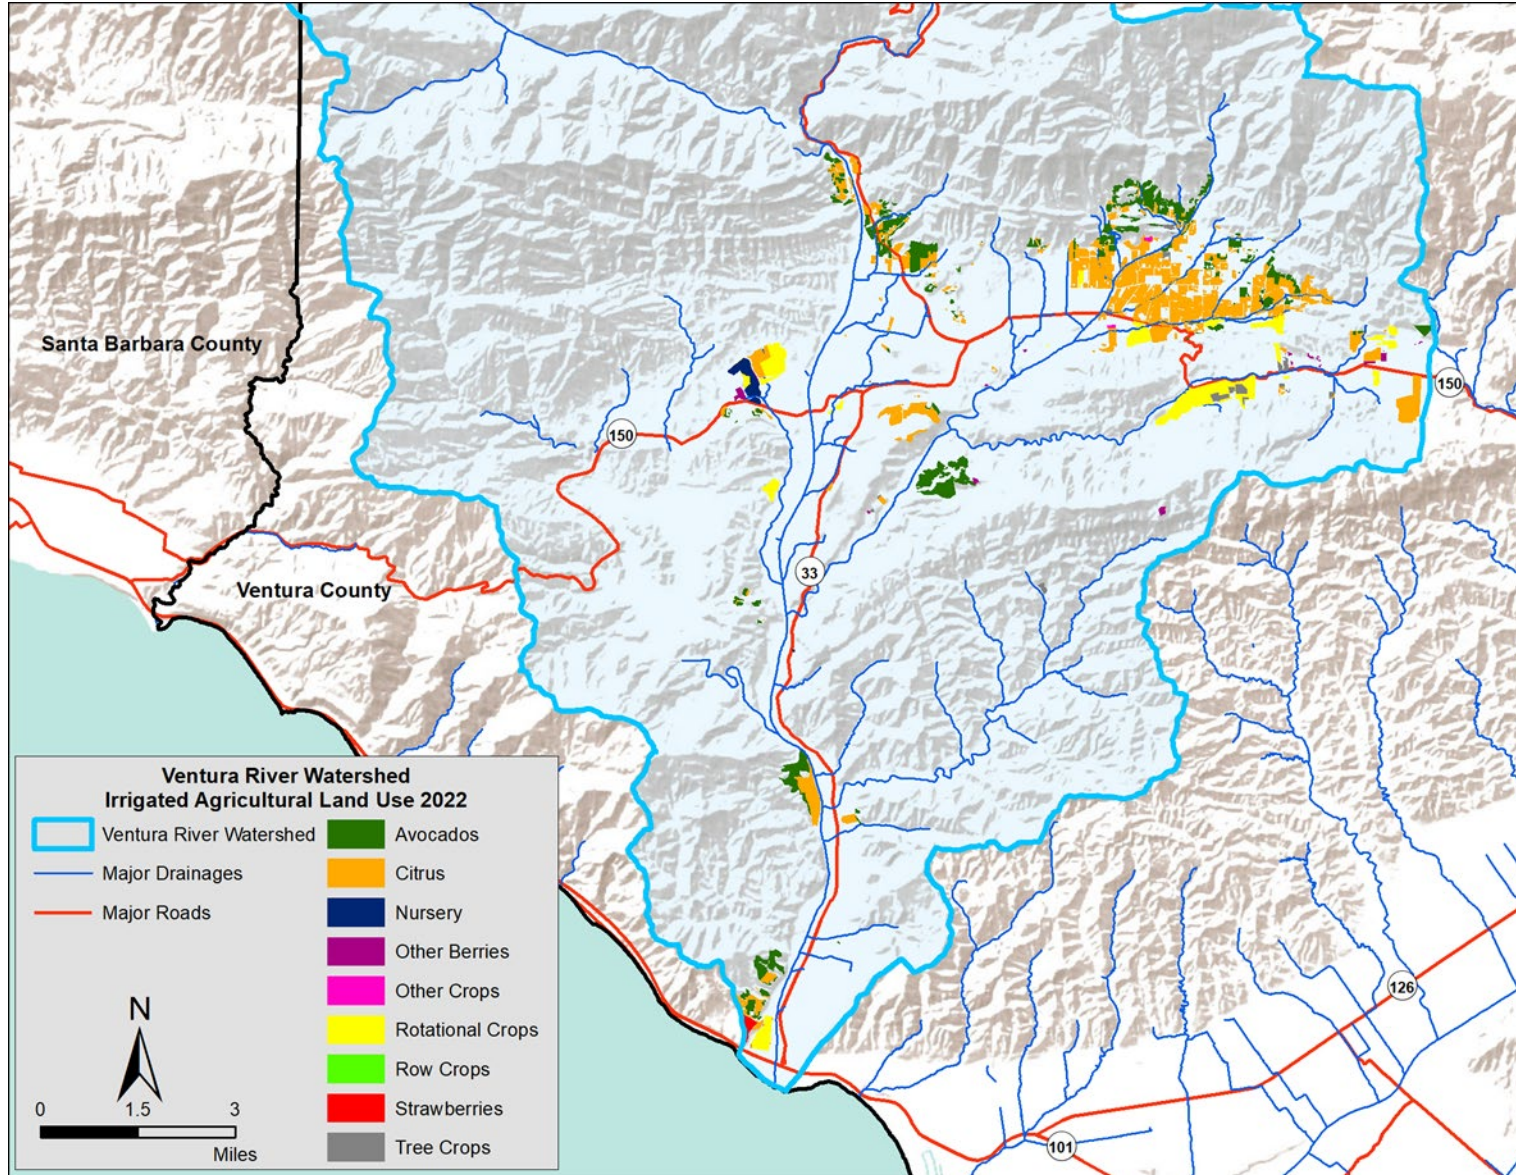 Santa Barbara County
150
150
Ventura County
33
Ventura River Watershed
Irrigated Agricultural Land Use 2022
Ventura River Watershed
Major Drainages
Major Roads
Avocados
Citrus
Nursery
Other Berries
Other Crops
Rotational Crops
Row Crops
Strawberries
Tree Crops
N
0 1.5 3
Miles
126
101